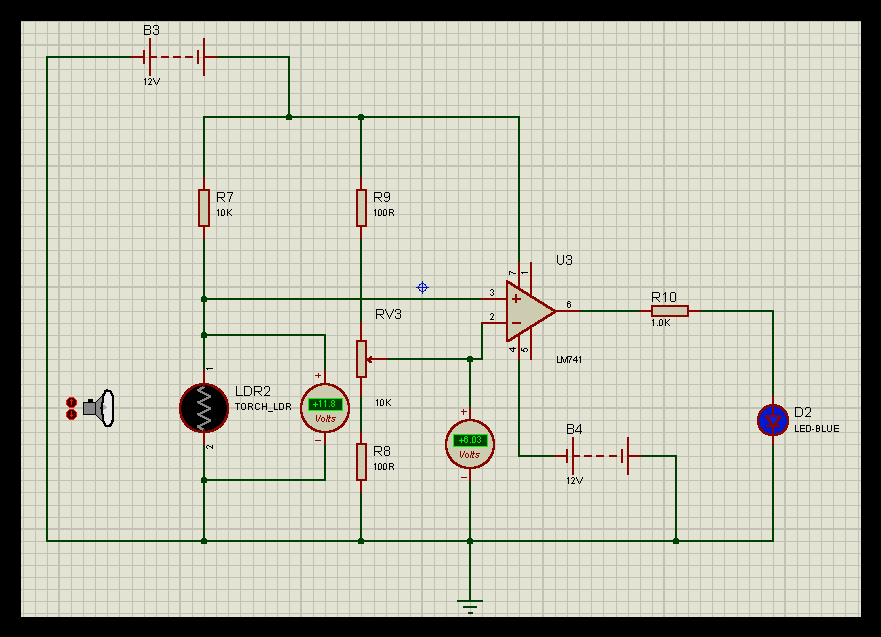 B3
12V
R7
10K
R9
100R
U3
7
1
3
2
6
4
5
LM741
R10
1.0K
RV3
10K
1
LDR2
TORCH_LDR
2
+
+11.8
Volts
−
R8
100R
+
+6.03
Volts
−
B4
12V
D2
LED-BLUE